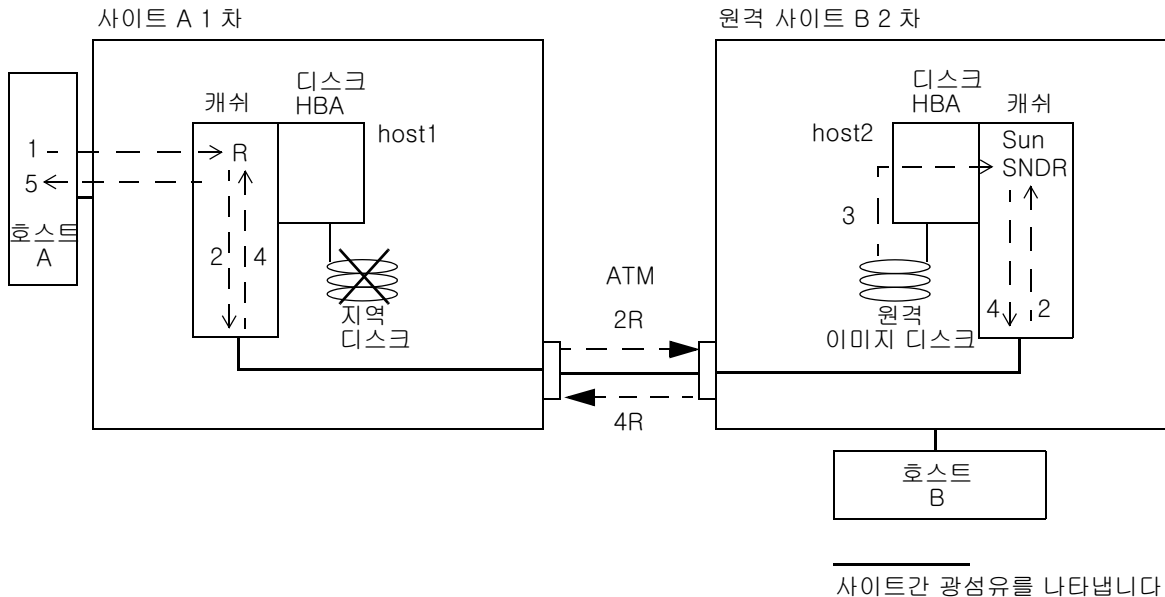 사이트 A 1 차
원격 사이트 B 2 차
디스크
HBA
캐쉬
host1
1
R
5
호스트
A
2
4
지역
디스크
ATM
2R
4R
디스크
HBA
캐쉬
host2
Sun
SNDR
3
4
2
원격
이미지 디스크
호스트
B
사이트간 광섬유를 나타냅니다